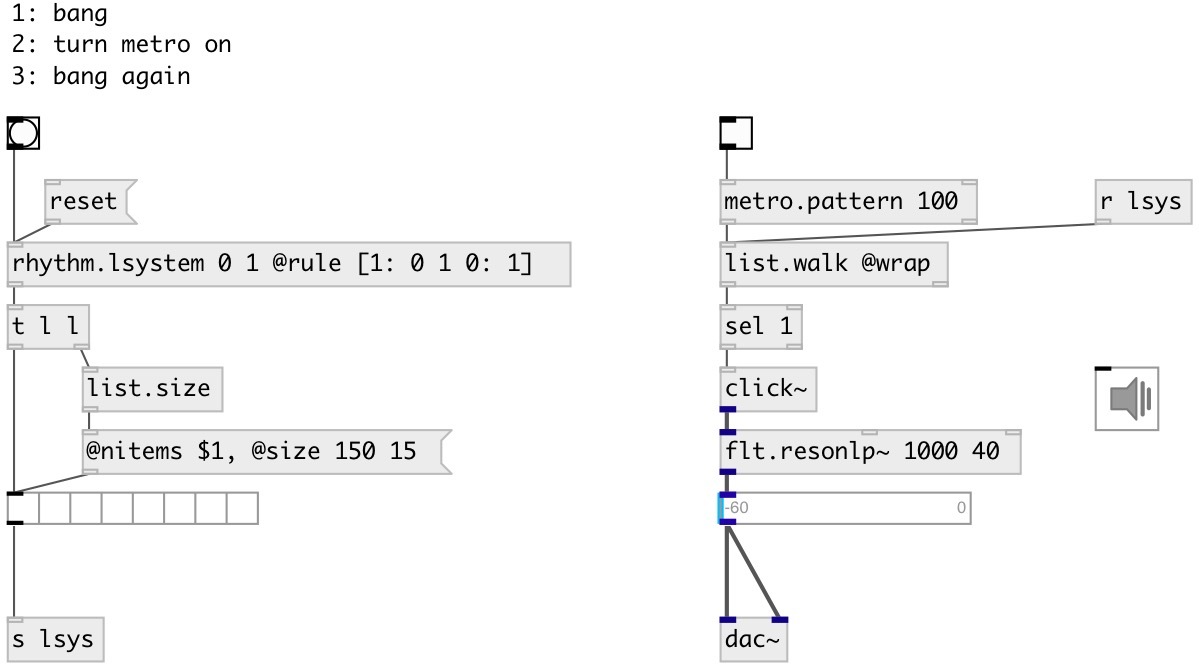 1: bang
2: turn metro on
3: bang again
reset
metro.pattern 100
r lsys
rhythm.lsystem 0 1 @rule [1: 0 1 0: 1]
list.walk @wrap
t l l
sel 1
list.size
click~
@nitems $1, @size 150 15
flt.resonlp~ 1000 40
-60 0
s lsys
dac~